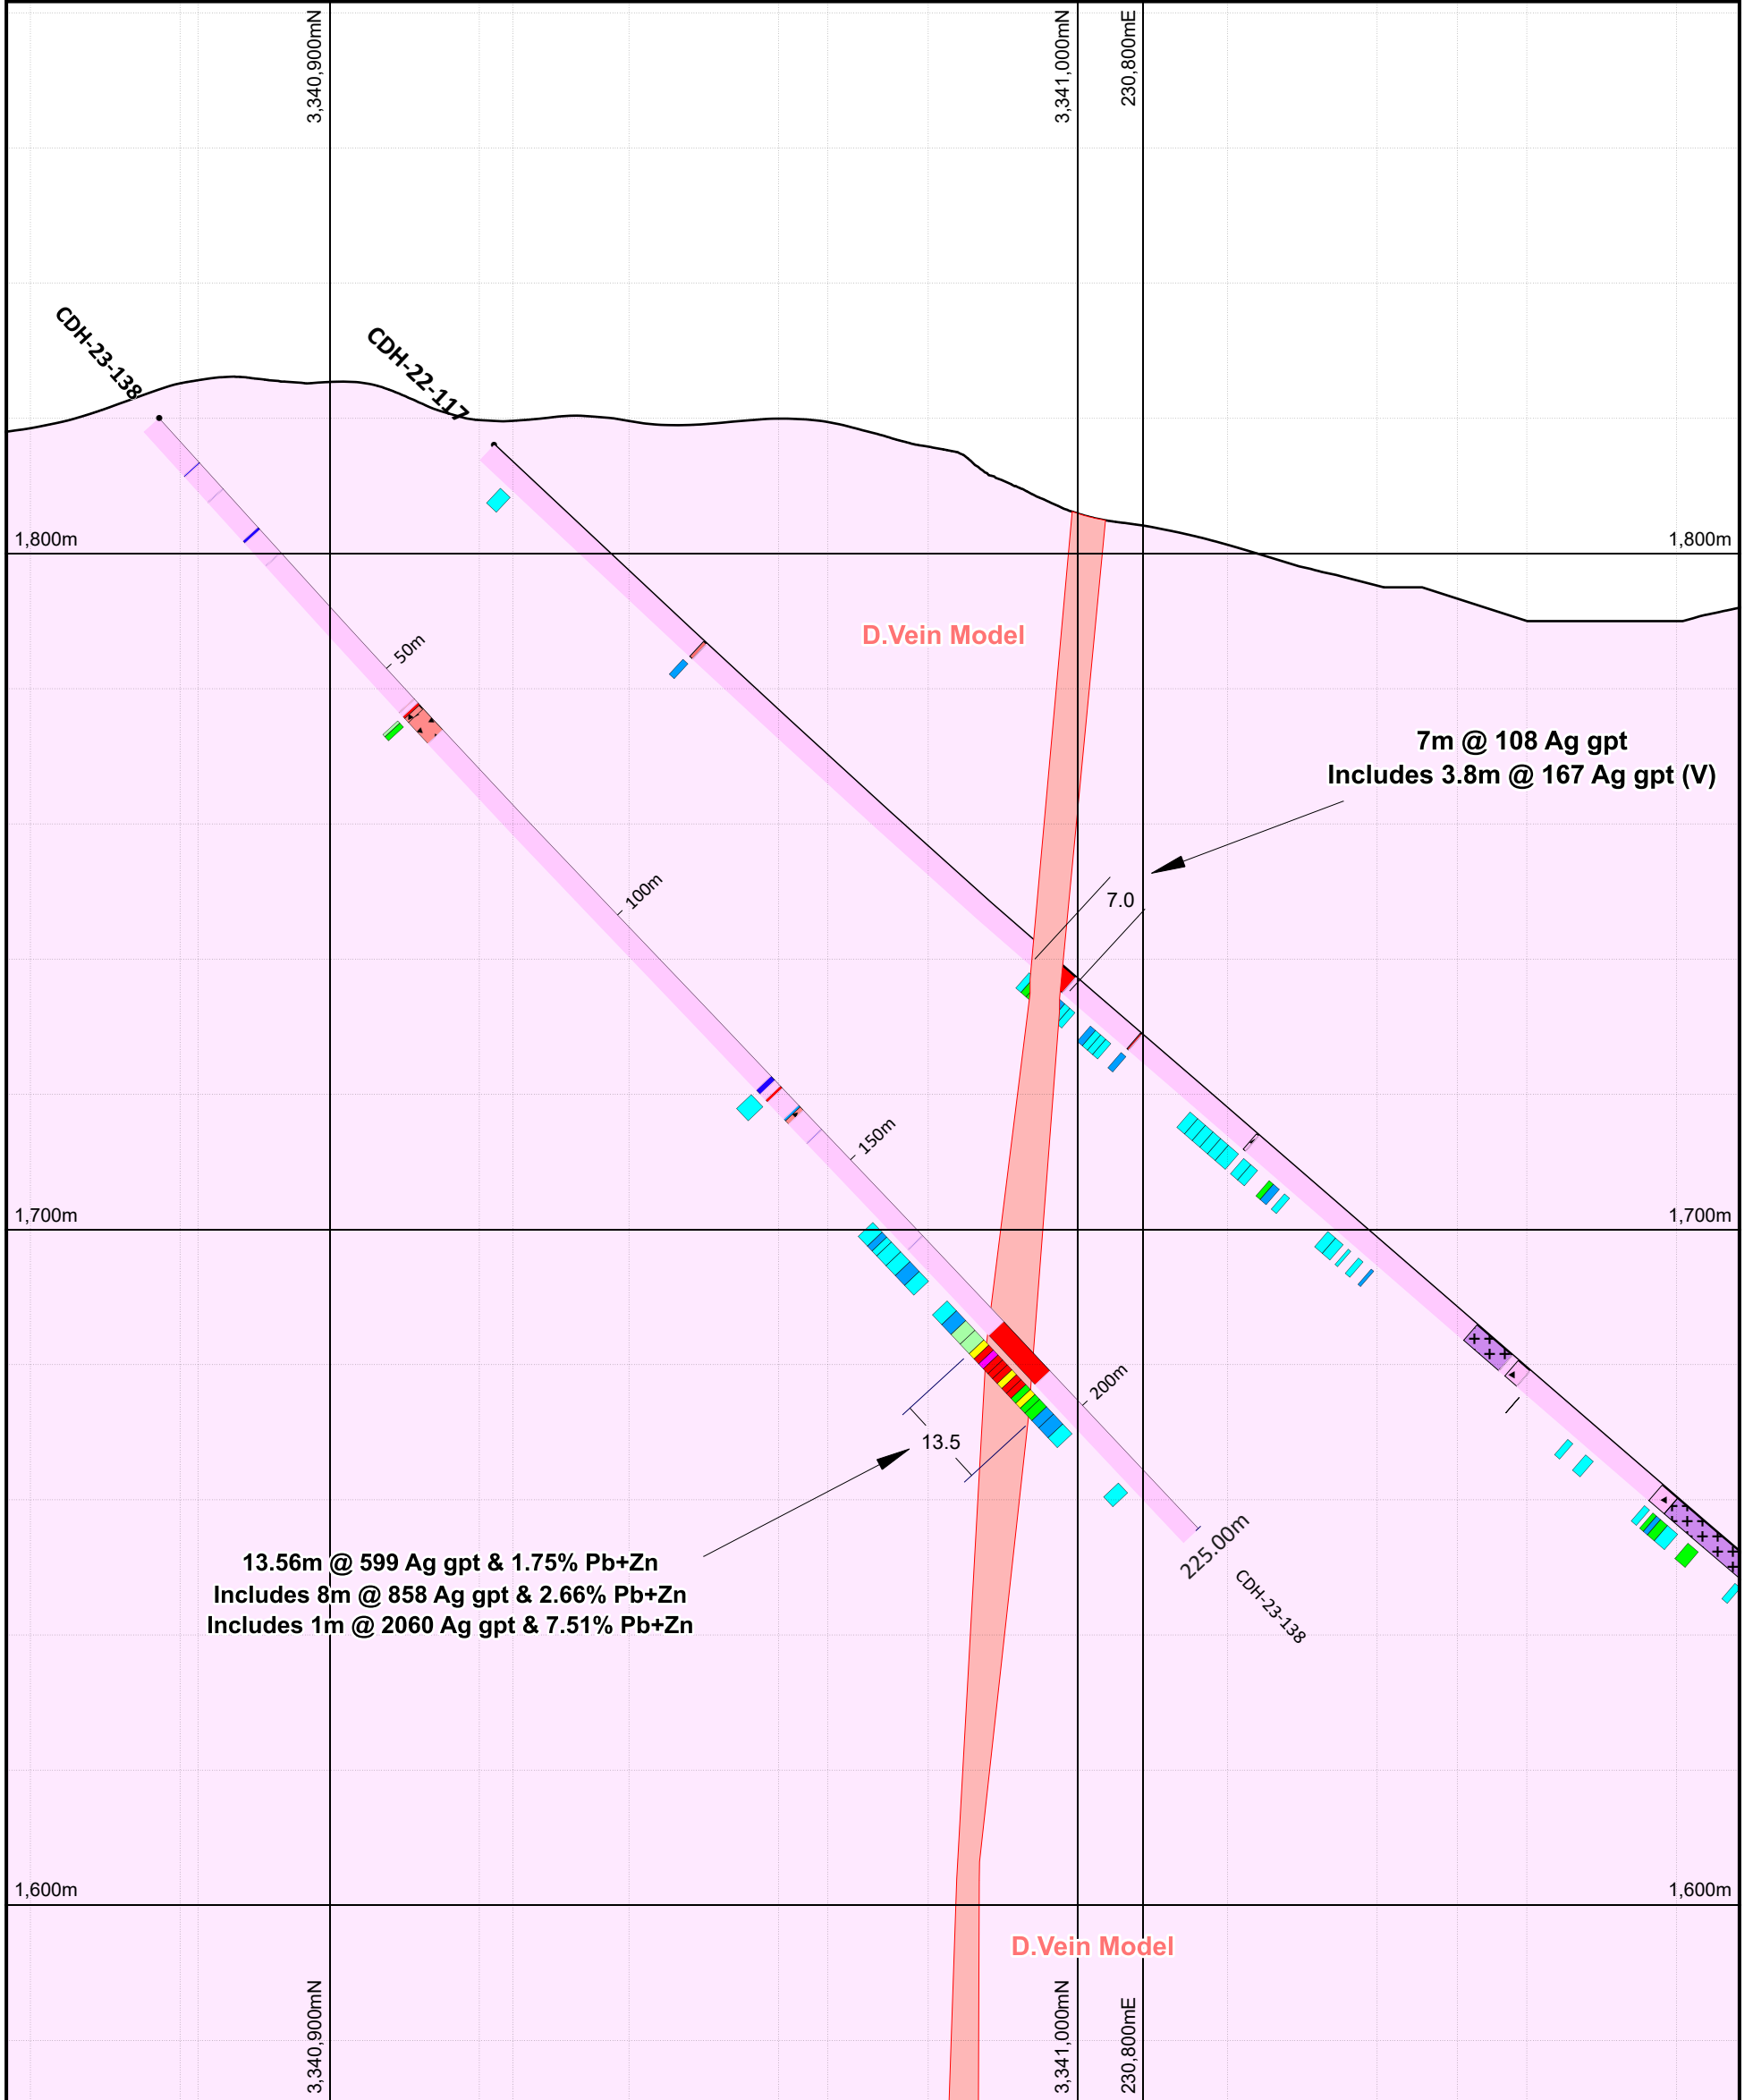 3,340,900mN
3,341,000mN
230,800mE
CDH-23-138
CDH-22-117
1,800m
1,800m
D.Vein Model
50m
7m @ 108 Ag gpt
Includes 3.8m @ 167 Ag gpt (V)
100m
7.0
150m
1,700m
1,700m
200m
13.5
225.00m
CDH-23-138
13.56m @ 599 Ag gpt & 1.75% Pb+Zn
Includes 8m @ 858 Ag gpt & 2.66% Pb+Zn
Includes 1m @ 2060 Ag gpt & 7.51% Pb+Zn
1,600m
1,600m
D.Vein Model
3,340,900mN
3,341,000mN
230,800mE